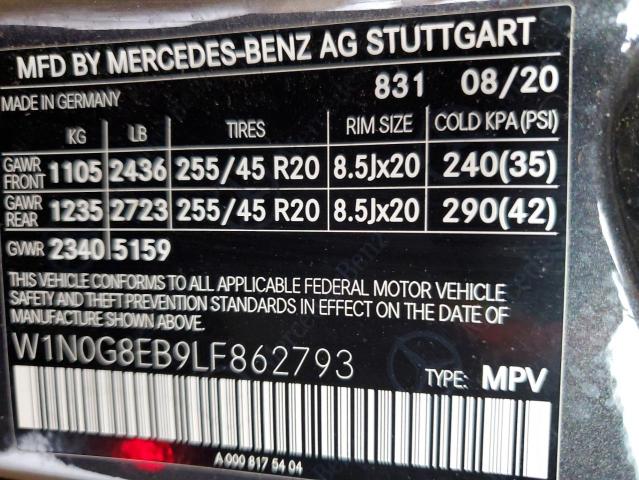 MFD BY MERCEDES-BENZ AG STUTTGART
831 08/20
MADE IN GERMANY
KG LB TIRES RIM SIZE COLD KPA(PSI)
GAWR FRONT 1105 2436 255/45 R20 8.5Jx20 240(35)
GAWR REAR 1235 2723 255/45 R20 8.5Jx20 290(42)
GVWR 2340 5159
THIS VEHICLE CONFORMS TO ALL APPLICABLE FEDERAL MOTOR VEHICLE
SAFETY AND THEFT PREVENTION STANDARDS IN EFFECT ON THE DATE
OF MANUFACTURE SHOWN ABOVE.
W1N0G8EB9LF862793
TYPE: MPV
A 000 817 54 04